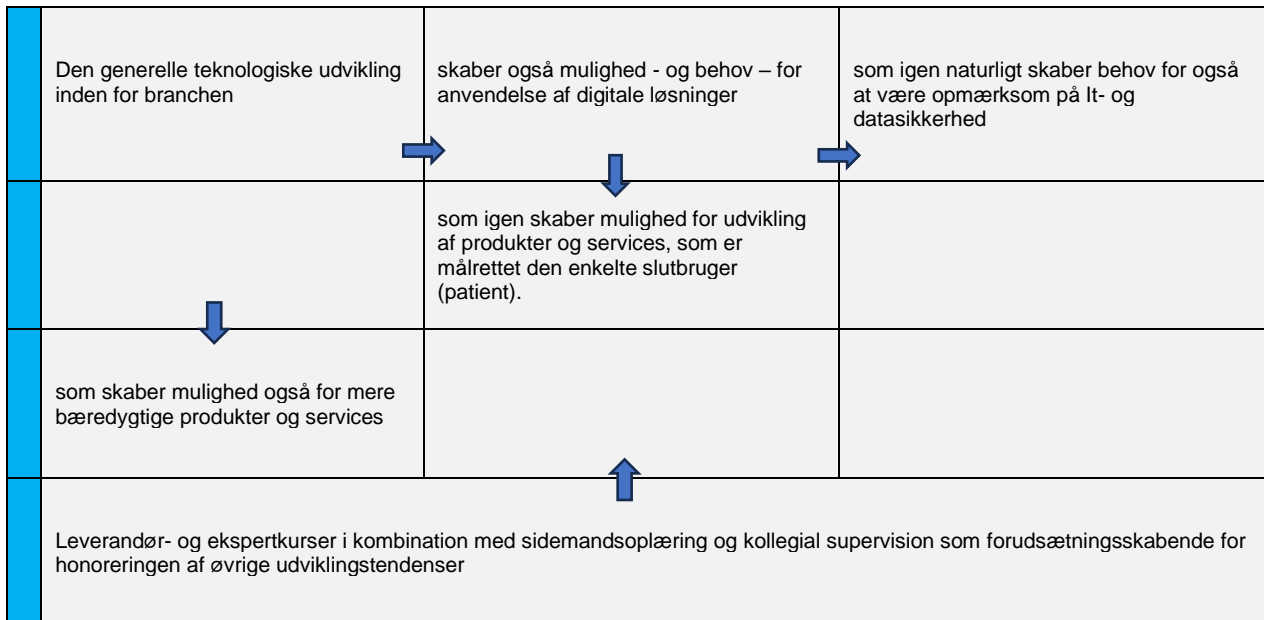 Den generelle teknologiske udvikling
inden for branchen
skaber også mulighed - og behov – for
anvendelse af digitale løsninger
som igen naturligt skaber behov for også
at være opmærksom på It- og
datasikkerhed
som igen skaber mulighed for udvikling
af produkter og services, som er
målrettet den enkelte slutbruger
(patient).
som skaber mulighed også for mere
bæredygtige produkter og services
Leverandør- og ekspertkurser i kombination med sidemandsoplæring og kollegial supervision som forudsætningsskabende for
honoreringen af øvrige udviklingstendenser